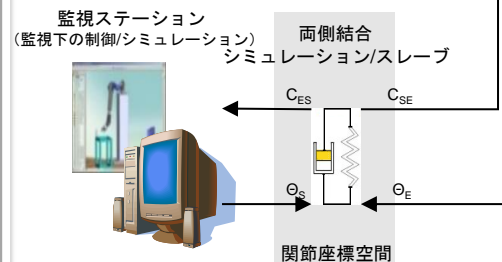 監視ステーション
（監視下の制御/シミュレーション）
両側結合
シミュレーション/スレーブ
C_ES
C_SE
Θ_S
Θ_E
関節座標空間